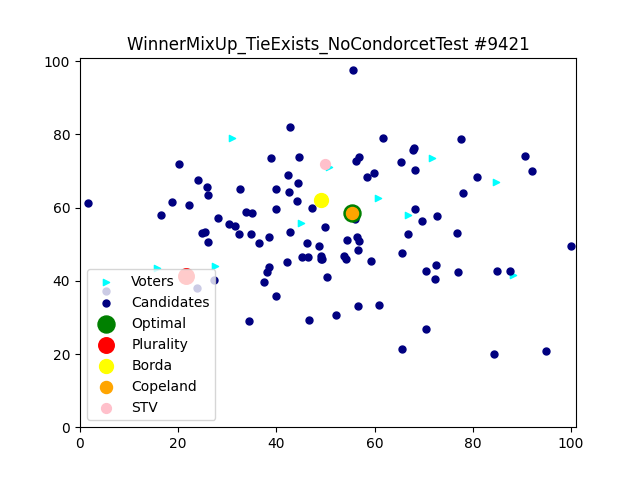 WinnerMixUp_TieExists_NoCondorcetTest #9421
100
80
60
40
20
0
Voters
Candidates
Optimal
Plurality
Borda
Copeland
STV
0 20 40 60 80 100